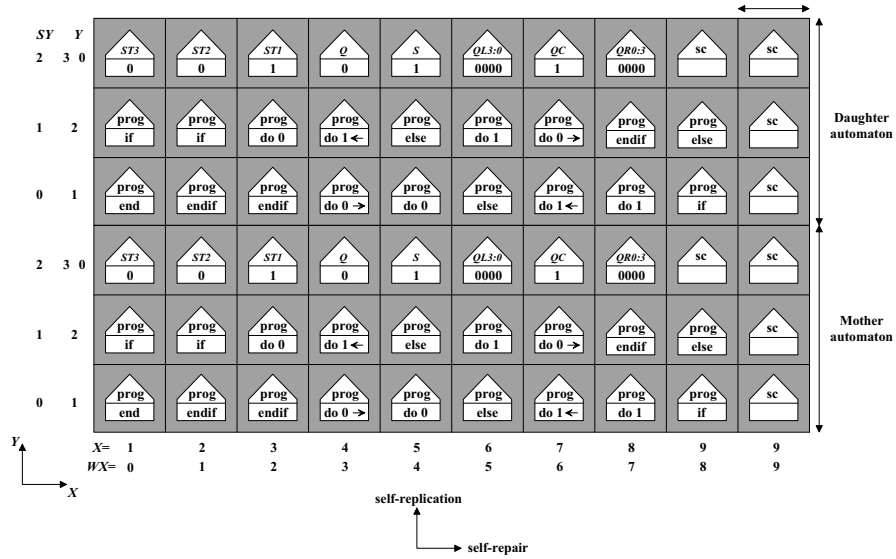 SY Y
ST3 ST2 ST1 Q S QL3:0 QC QR0:3 sc sc
2 3 0 0 0 1 0 1 0000 1 0000
prog prog prog prog prog prog prog prog prog sc
1 2 if if do 0 do 1 ← else do 1 do 0 → endif else
Daughter
automaton
prog prog prog prog prog prog prog prog prog sc
0 1 end endif endif do 0 → do 0 else do 1 ← do 1 if
ST3 ST2 ST1 Q S QL3:0 QC QR0:3 sc sc
2 3 0 0 0 1 0 1 0000 1 0000
prog prog prog prog prog prog prog prog prog sc
1 2 if if do 0 do 1 ← else do 1 do 0 → endif else
Mother
automaton
prog prog prog prog prog prog prog prog prog sc
0 1 end endif endif do 0 → do 0 else do 1 ← do 1 if
Y
X= 1 2 3 4 5 6 7 8 9 9
WX= 0 1 2 3 4 5 6 7 8 9
X
self-replication
self-repair